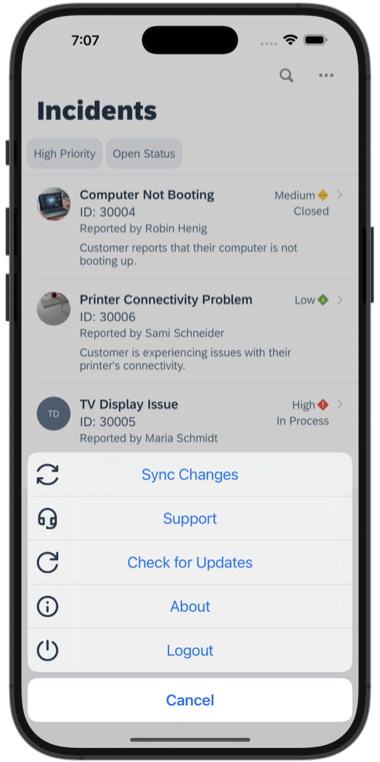 7:07
Incidents
High Priority Open Status
Computer Not Booting Medium
ID: 30004 Closed
Reported by Robin Henig
Customer reports that their computer is not
booting up.
Printer Connectivity Problem Low
ID: 30006
Reported by Sami Schneider
Customer is experiencing issues with their
printer's connectivity.
TV Display Issue High
TD ID: 30005 In Process
Reported by Maria Schmidt
Sync Changes
Support
Check for Updates
About
Logout
Cancel